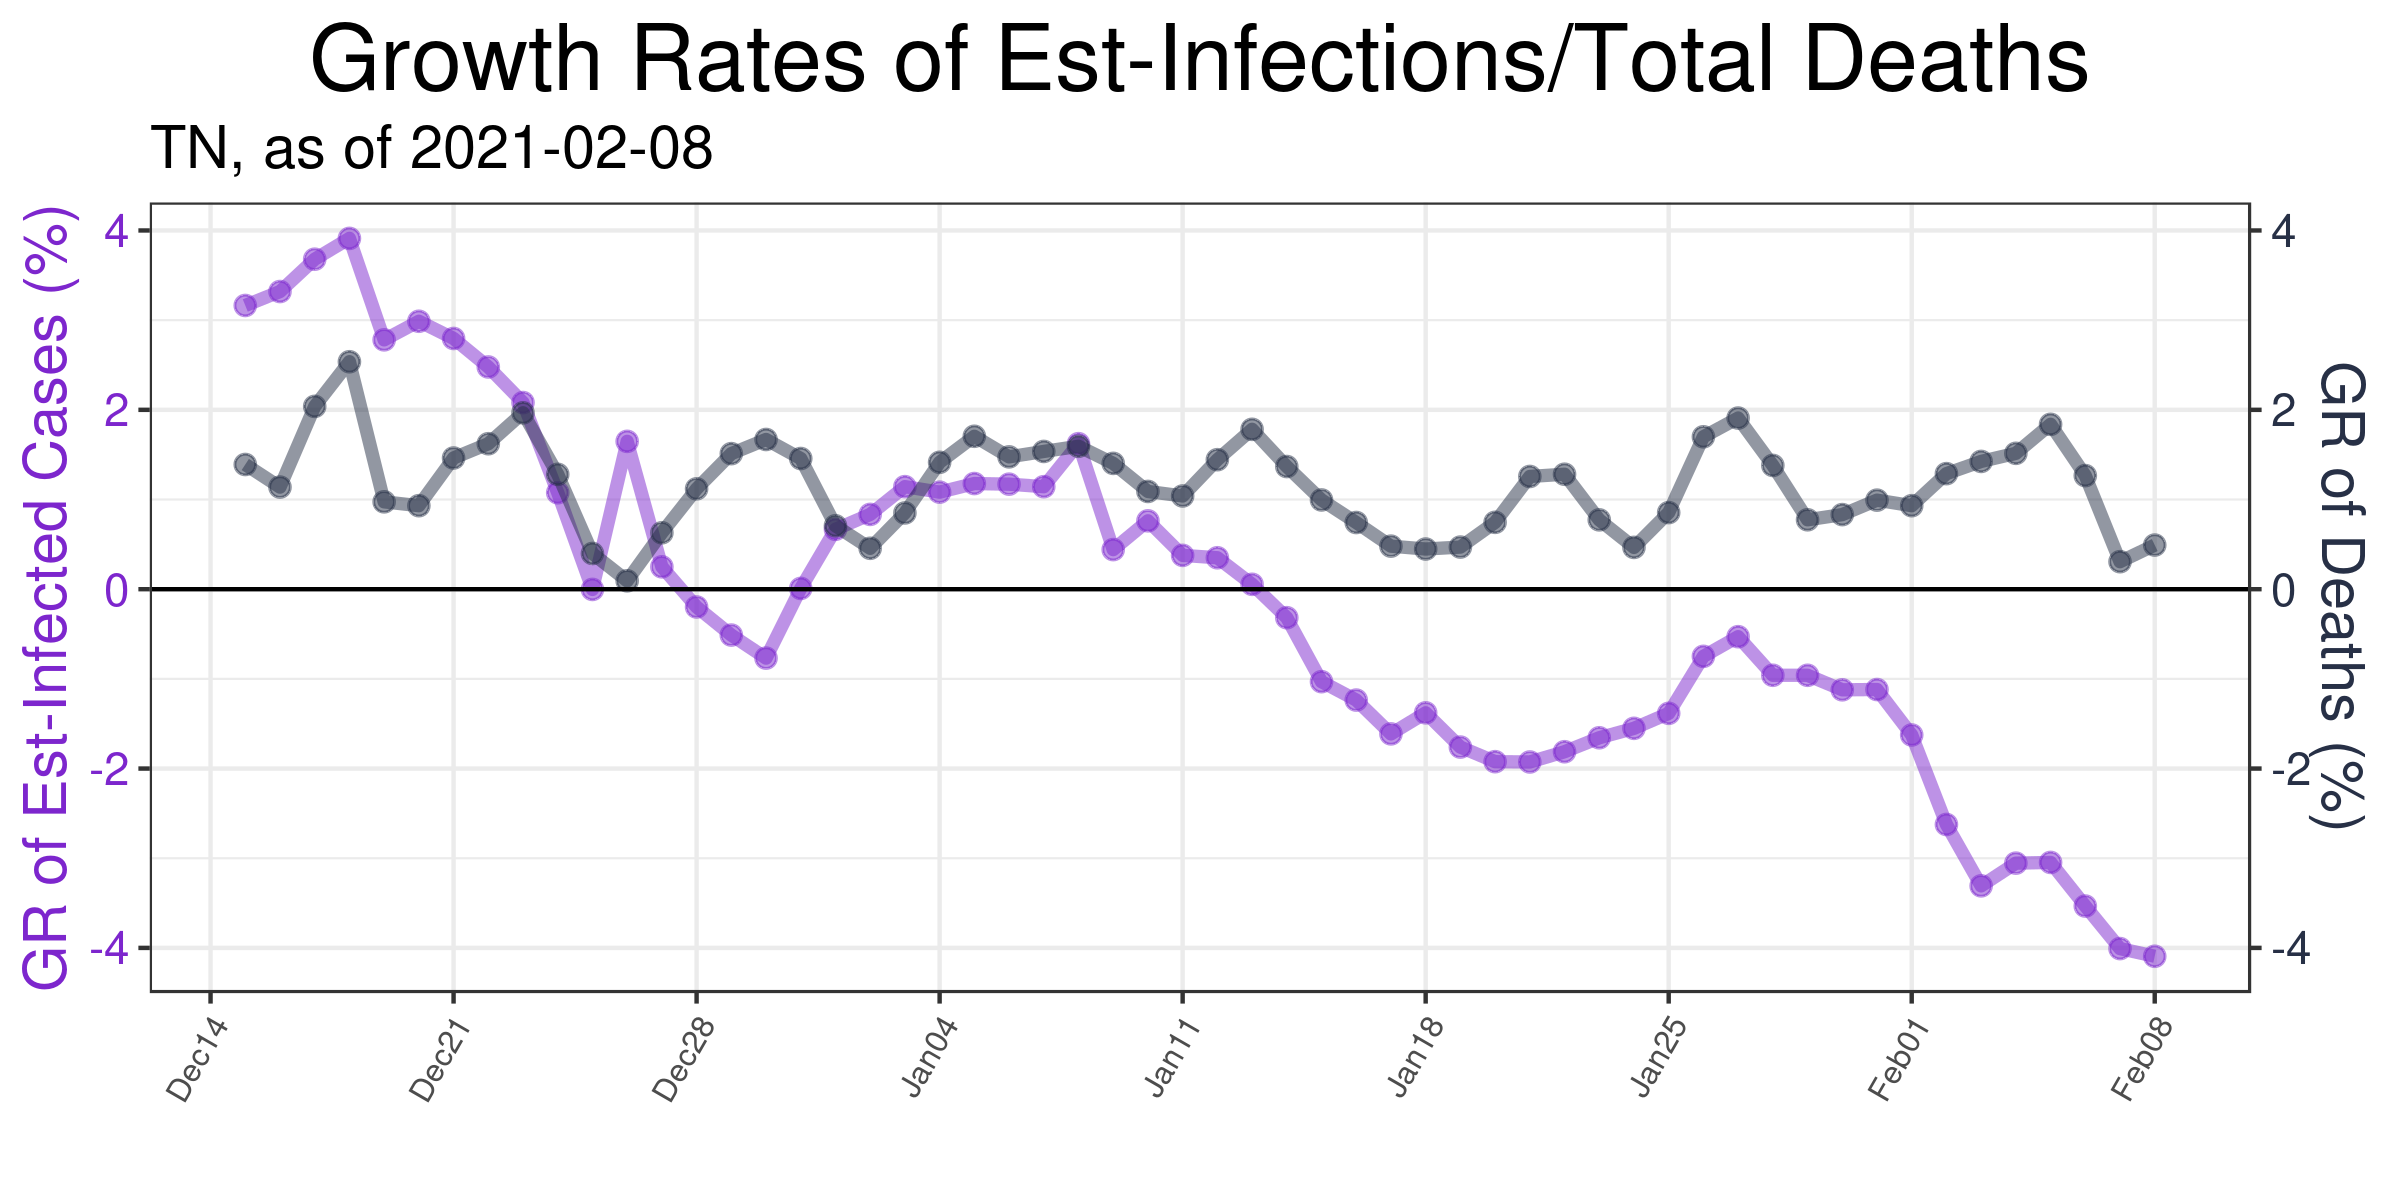 Growth Rates of Est-Infections/Total Deaths
TN, as of 2021-02-08
GR of Est-Infected Cases (%)
4
2
0
-2
-4
4
2
0
-2
-4
GR of Deaths (%)
Dec14
Dec21
Dec28
Jan04
Jan11
Jan18
Jan25
Feb01
Feb08